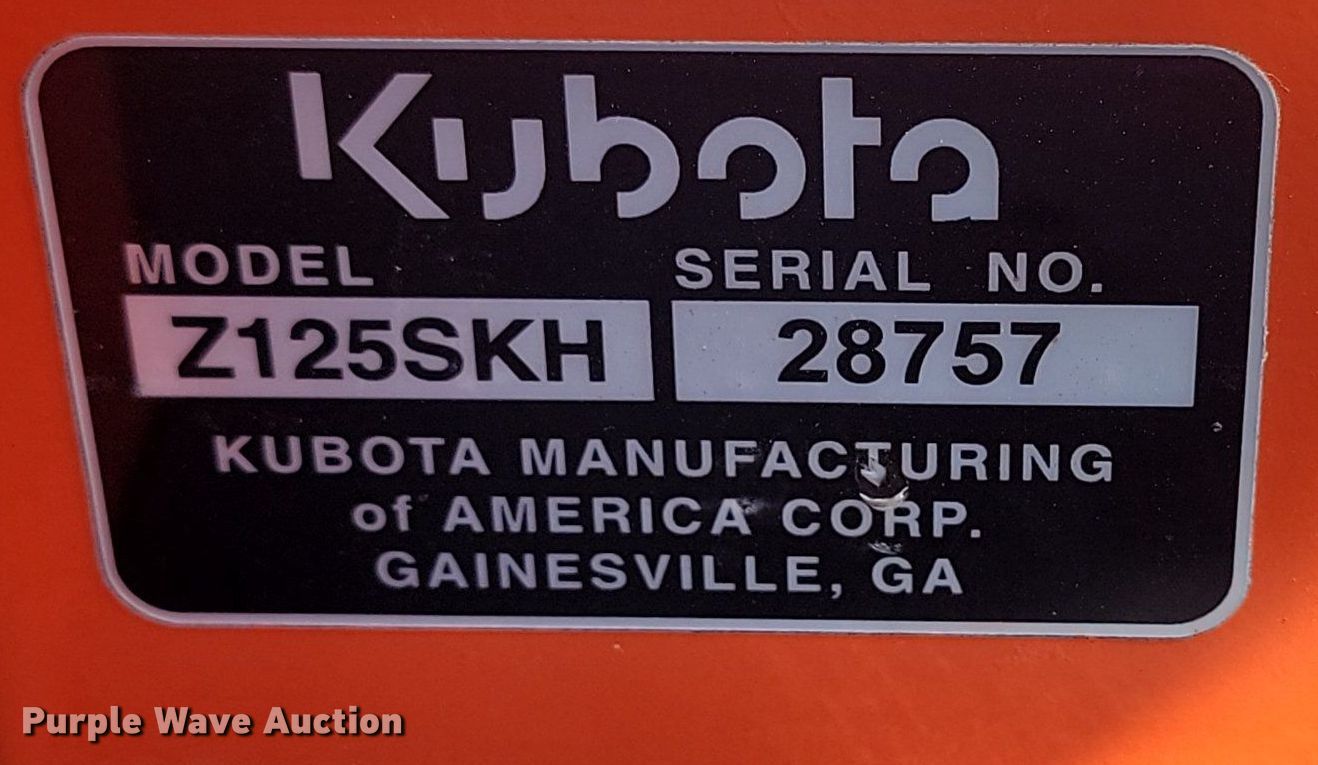 Kubota
MODEL SERIAL NO.
Z125SKH 28757
KUBOTA MANUFACTURING
of AMERICA CORP.
GAINESVILLE, GA
Purple Wave Auction